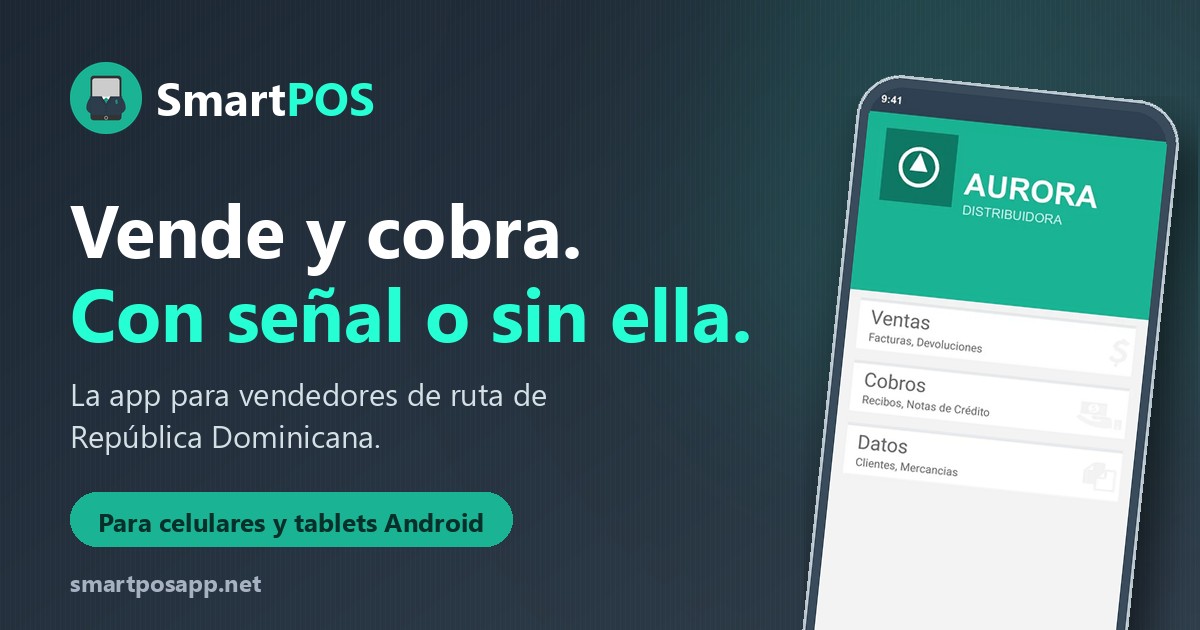 SmartPOS
Vende y cobra.
Con señal o sin ella.
La app para vendedores de ruta de
República Dominicana.
Para celulares y tablets Android
smartposapp.net
9:41
AURORA
DISTRIBUIDORA
Ventas
Facturas, Devoluciones
Cobros
Recibos, Notas de Crédito
Datos
Clientes, Mercancias